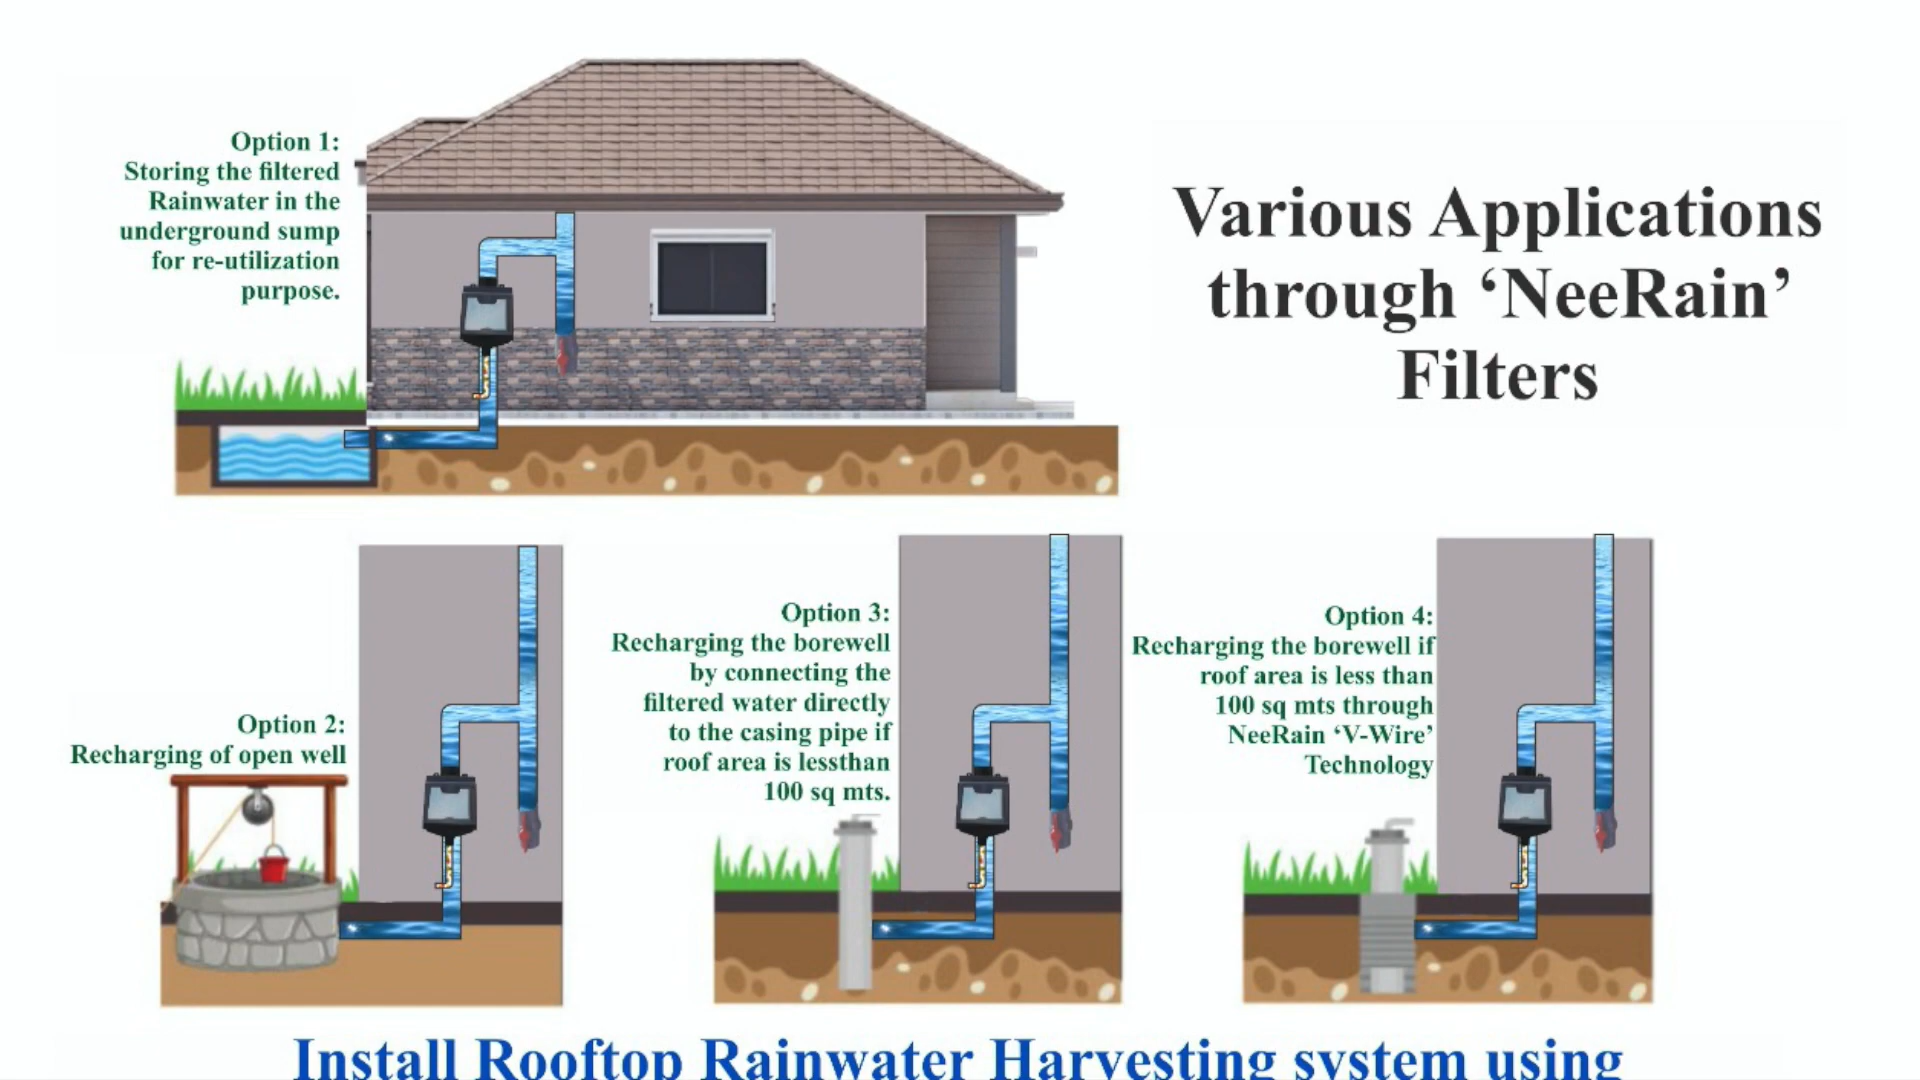 Option 1:
Storing the filtered
Rainwater in the
underground sump
for re-utilization
purpose.
Various Applications
through ‘NeeRain’
Filters
Option 2:
Recharging of open well
Option 3:
Recharging the borewell
by connecting the
filtered water directly
to the casing pipe if
roof area is lessthan
100 sq mts.
Option 4:
Recharging the borewell if
roof area is less than
100 sq mts through
NeeRain ‘V-Wire’
Technology
Install Rooftop Rainwater Harvesting system using